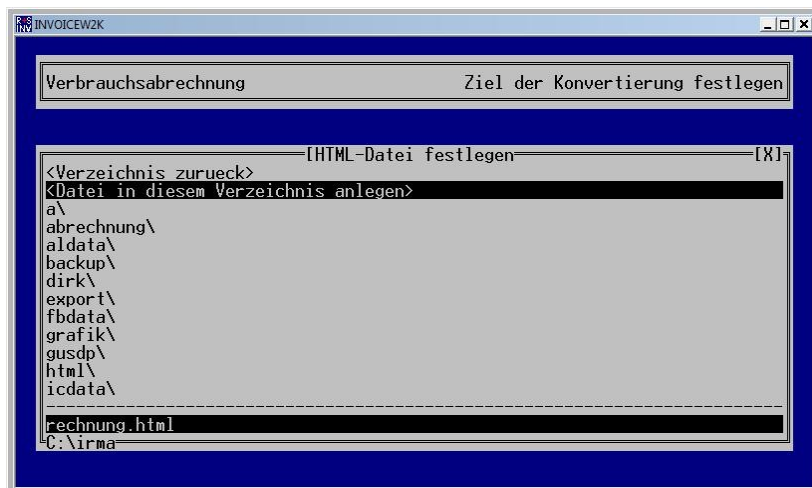 R+S
INV
INVOICEW2K
Verbrauchsabrechnung Ziel der Konvertierung festlegen
[HTML-Datei festlegen [X]
<Verzeichnis zurueck>
<Datei in diesem Verzeichnis anlegen>
a\
abrechnung\
aldata\
backup\
dirk\
export\
fbdata\
grafik\
gusdp\
html\
icdata\
rechnung.html
C:\irma